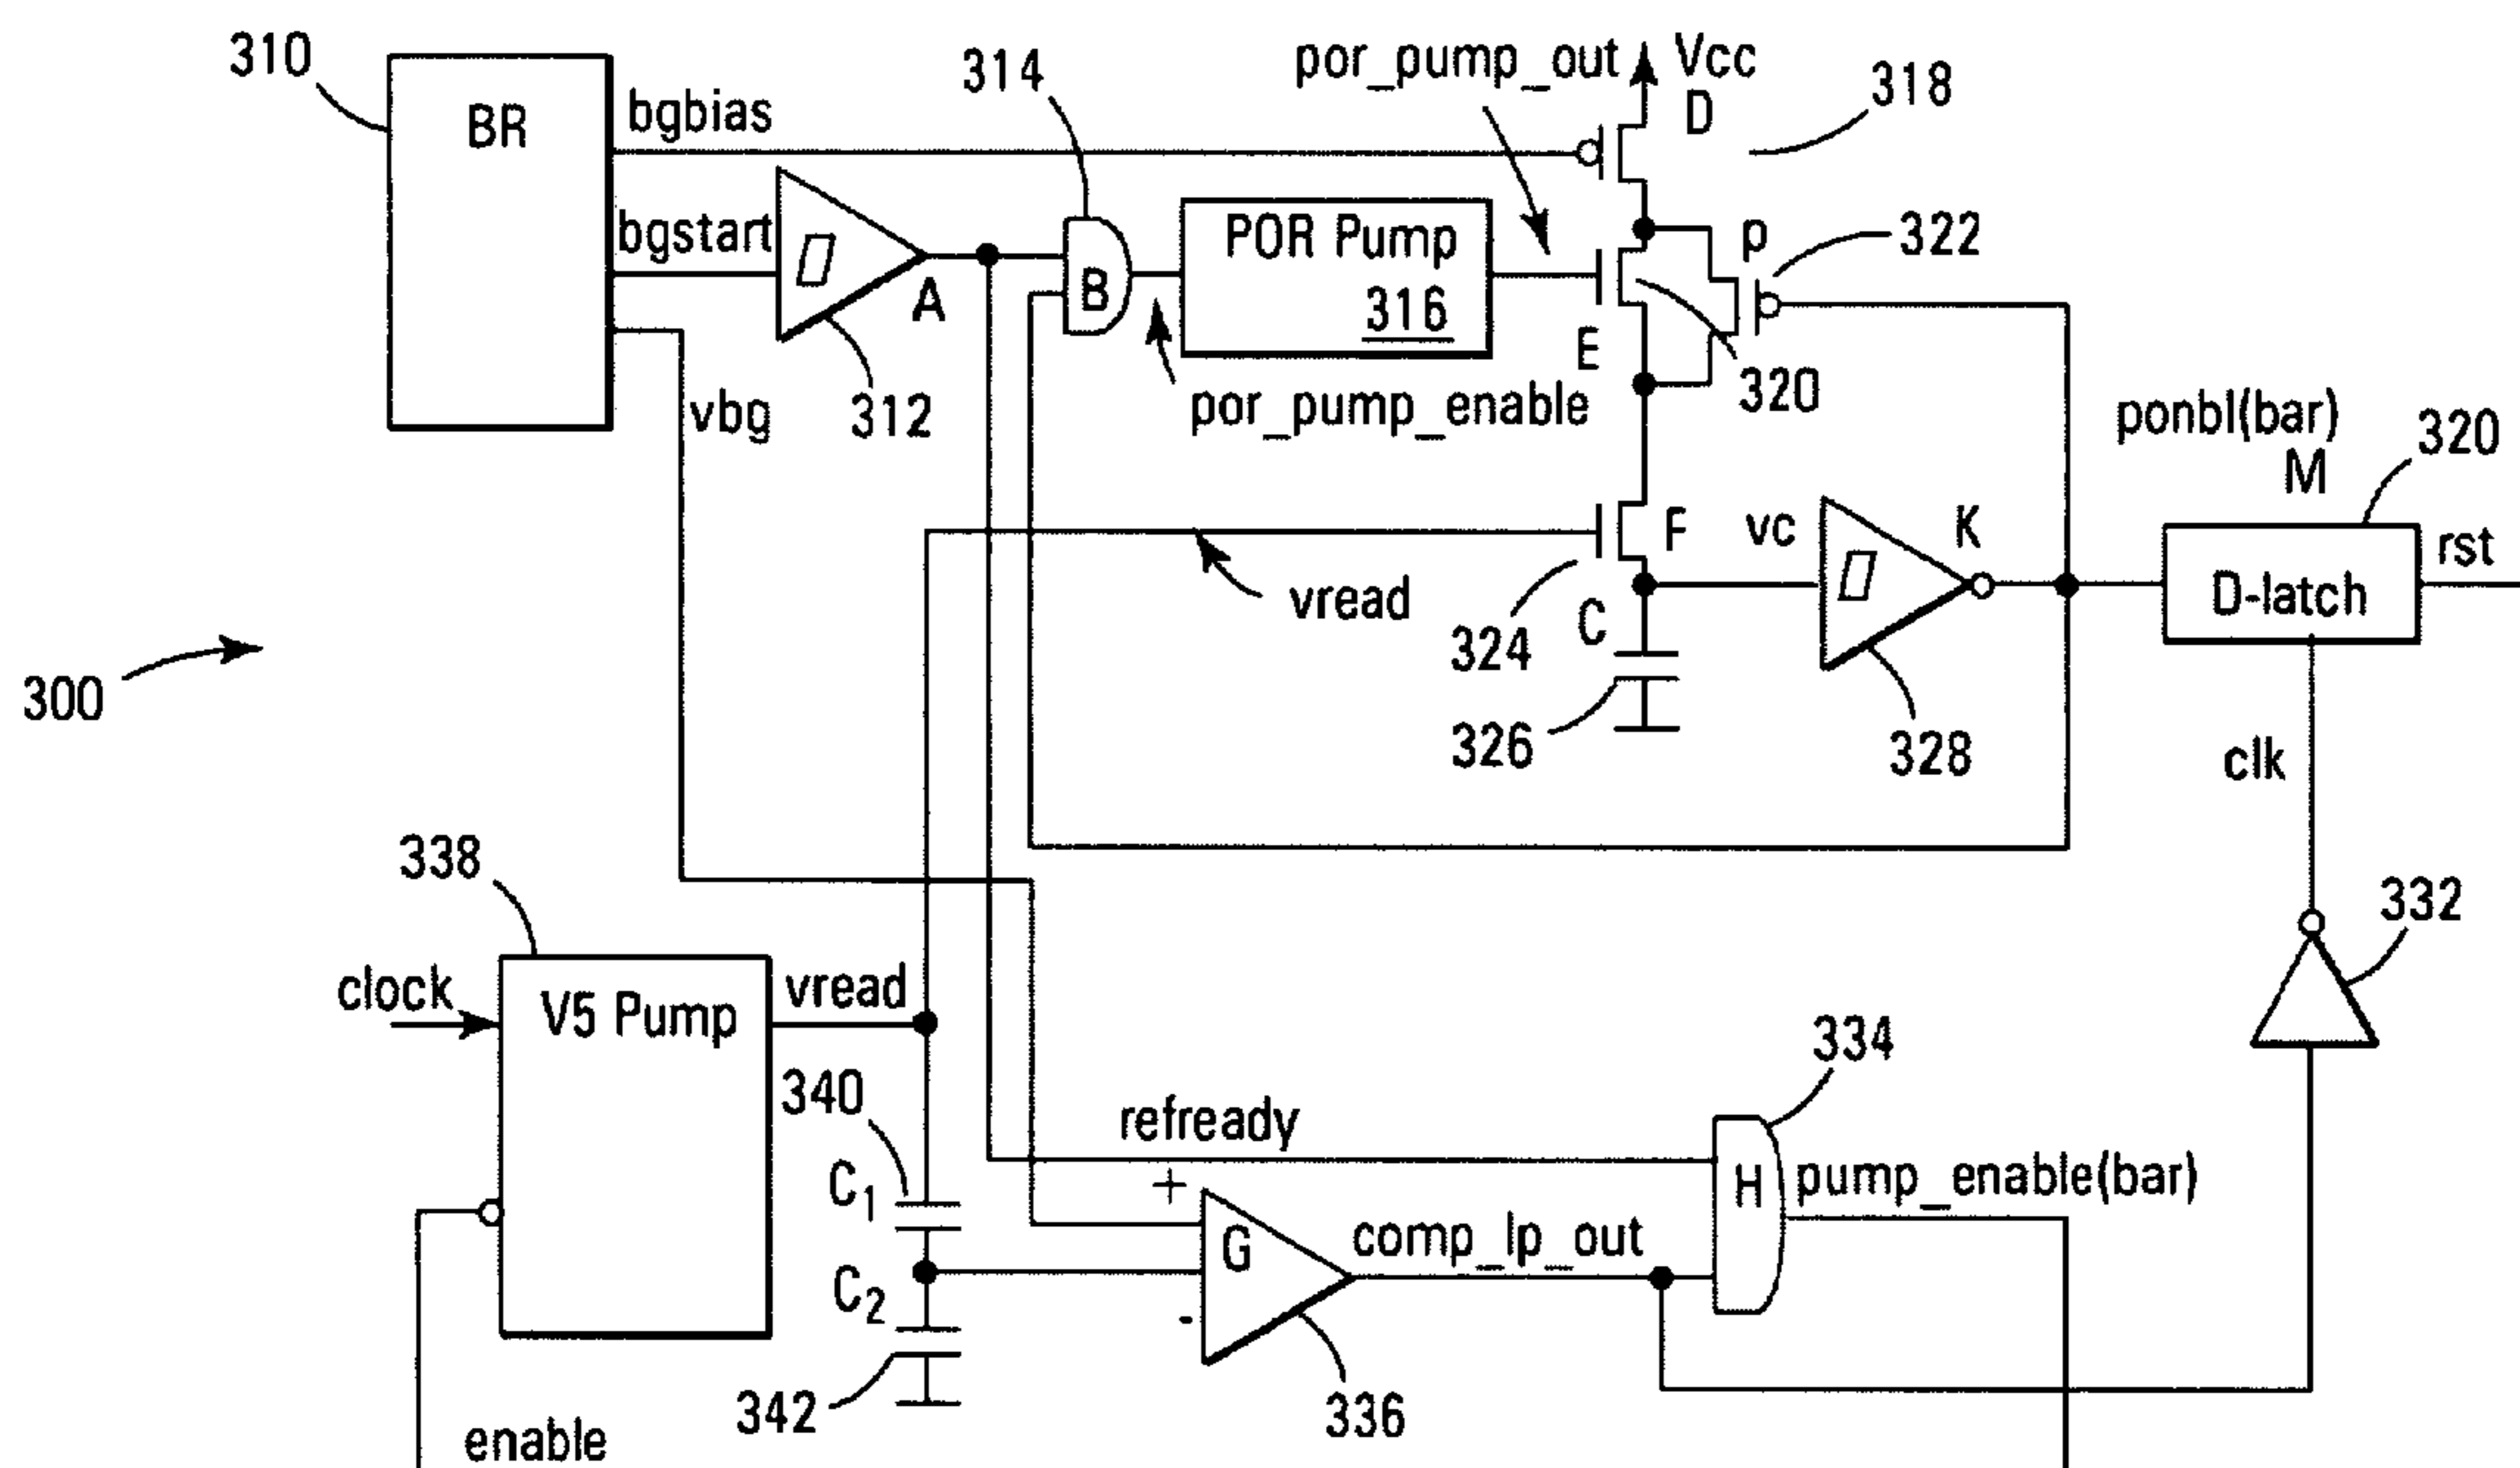 310
BR
bgbias
bgstart
vbg
A
312
314
B
POR Pump
316
por_pump_enable
por_pump_out
Vcc
D
318
p
322
E
320
F
vc
K
ponbl(bar)
M
320
D-latch
rst
vread
324
C
326
328
clk
300
338
clock
V5 Pump
vread
340
C1
C2
342
enable
refready
+
G
-
336
comp_lp_out
334
H
pump_enable(bar)
332